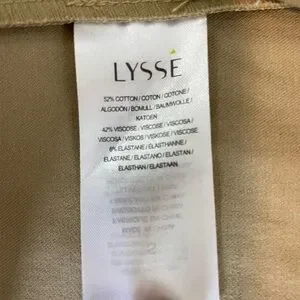 LYSSÉ
52% COTTON / COTON / COTONE /
ALGODÓN / BOMULL / BAUMWOLLE /
KATOEN
42% VISCOSE / VISCOSE / VISCOSA /
VISCOSA / VISKOS / VISKOSE / VISCOSE
6% ELASTANE / ELASTHANNE /
ELASTANE / ELASTANO / ELASTAN /
ELASTHAN / ELASTAAN